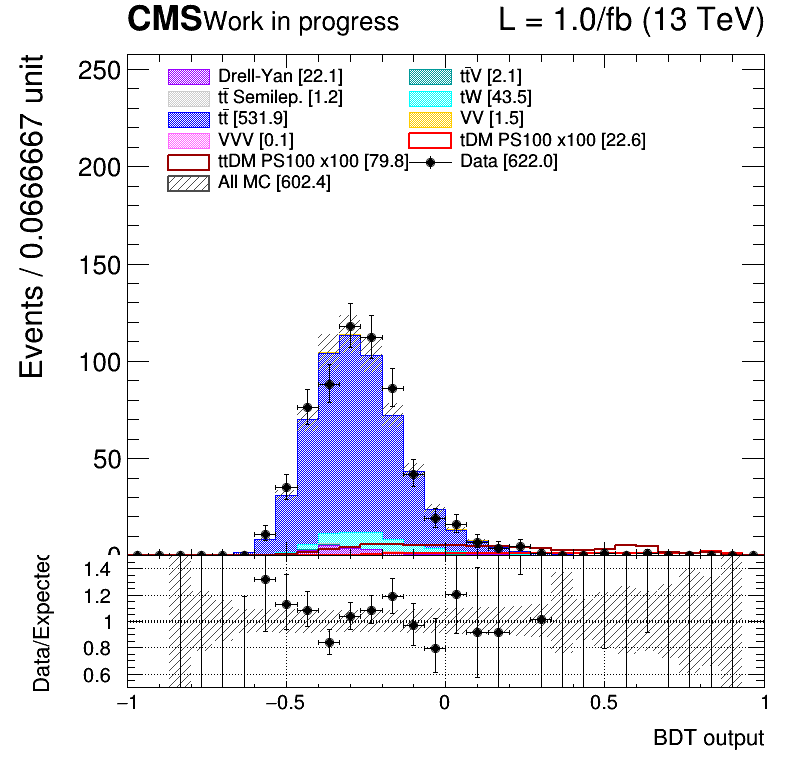 CMS Work in progress L = 1.0/fb (13 TeV)
Events / 0.0666667 unit
250
200
150
100
50
0
Drell-Yan [22.1] tt̄V [2.1]
tt̄ Semilep. [1.2] tW [43.5]
tt̄ [531.9] VV [1.5]
VVV [0.1] tDM PS100 x100 [22.6]
ttDM PS100 x100 [79.8] Data [622.0]
All MC [602.4]
Data/Expected
1.4
1.2
1
0.8
0.6
−1 −0.5 0 0.5 1
BDT output